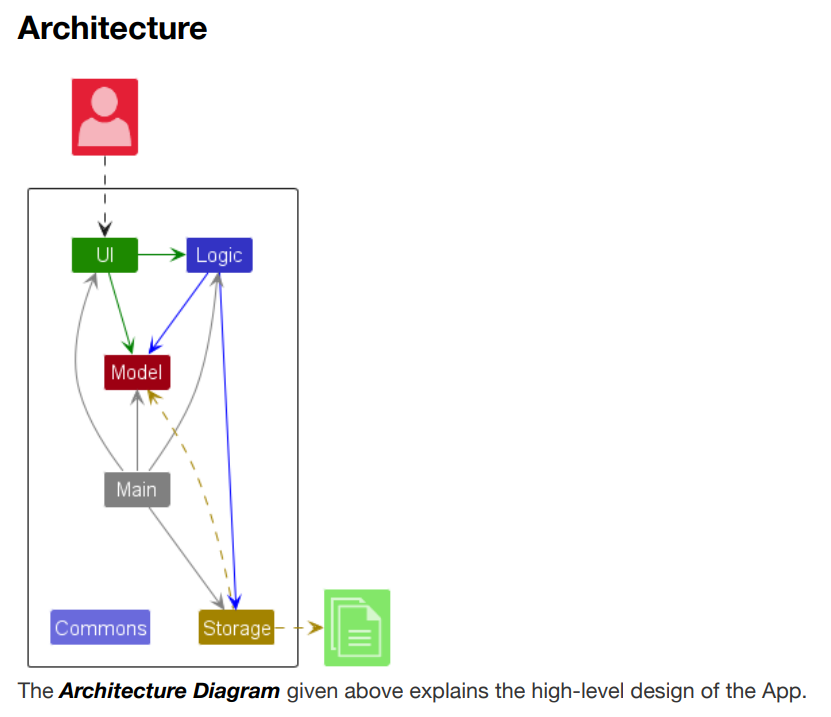 Architecture
UI
Logic
Model
Main
Commons
Storage
The Architecture Diagram given above explains the high-level design of the App.